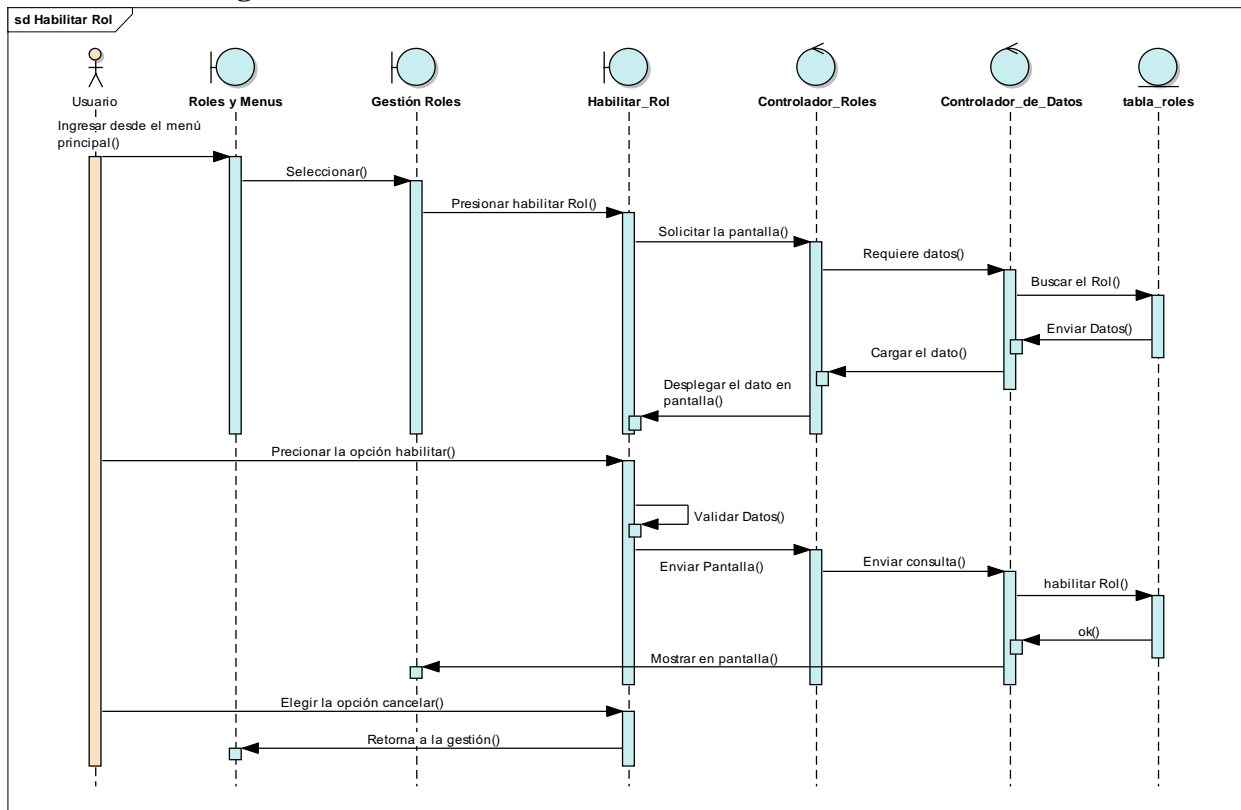 sd Habilitar Rol
Usuario
Roles y Menus
Gestión Roles
Habilitar_Rol
Controlador_Roles
Controlador_de_Datos
tabla_roles
Ingresar desde el menú
principal()
Seleccionar()
Presionar habilitar Rol()
Solicitar la pantalla()
Requiere datos()
Buscar el Rol()
Enviar Datos()
Cargar el dato()
Desplegar el dato en
pantalla()
Precionar la opción habilitar()
Validar Datos()
Enviar Pantalla()
Enviar consulta()
habilitar Rol()
ok()
Mostrar en pantalla()
Elegir la opción cancelar()
Retorna a la gestión()